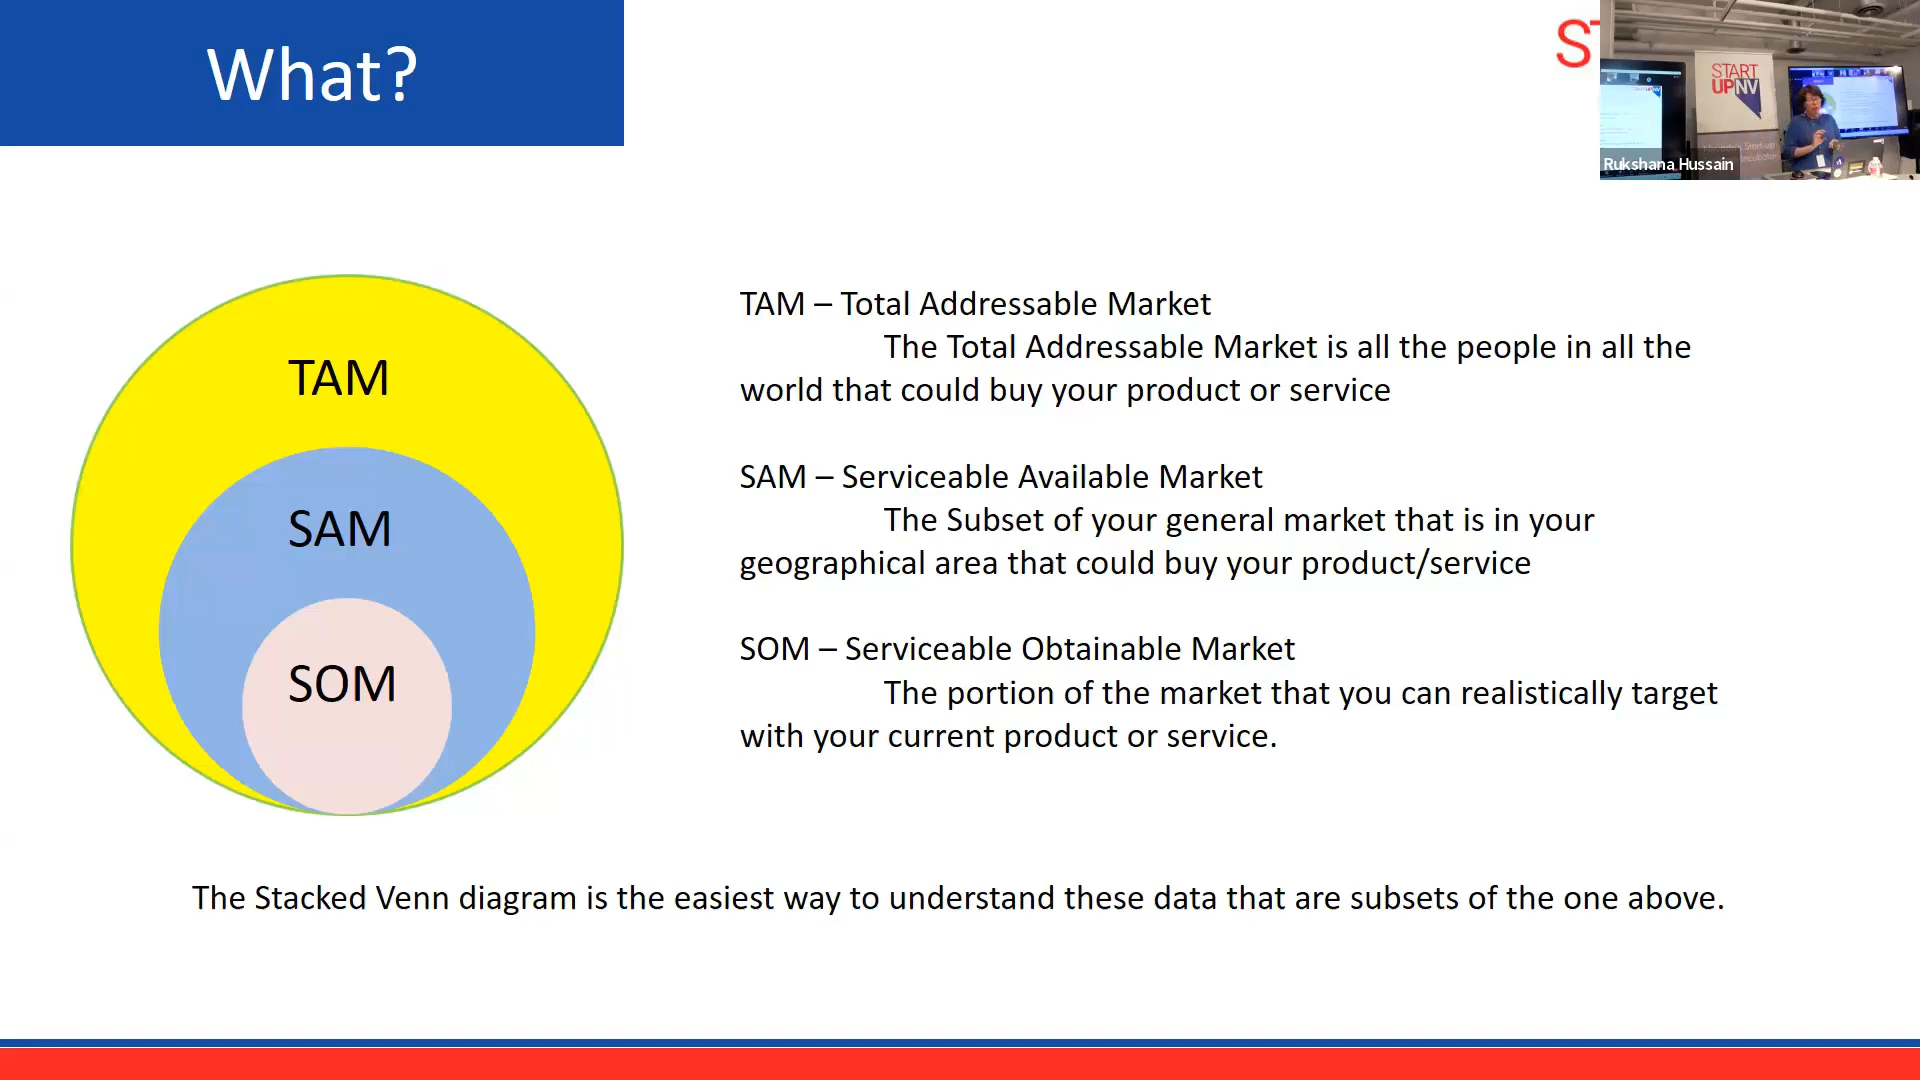 What?
ST
START
UPNV
Rukshana Hussain
TAM
SAM
SOM
TAM – Total Addressable Market
The Total Addressable Market is all the people in all the
world that could buy your product or service
SAM – Serviceable Available Market
The Subset of your general market that is in your
geographical area that could buy your product/service
SOM – Serviceable Obtainable Market
The portion of the market that you can realistically target
with your current product or service.
The Stacked Venn diagram is the easiest way to understand these data that are subsets of the one above.